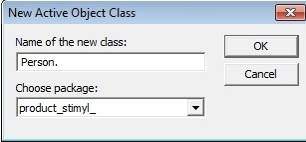 New Active Object Class
Name of the new class:
OK
Person.
Cancel
Choose package:
product_stimyl_